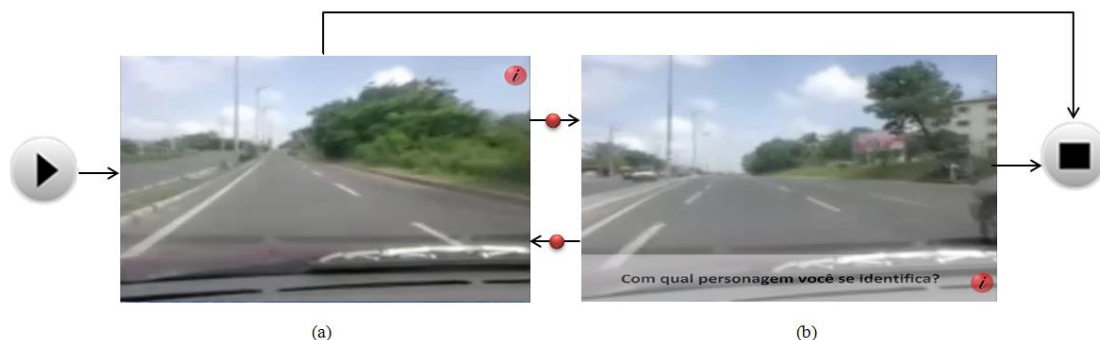 i
Com qual personagem você se identifica?
i
(a)
(b)